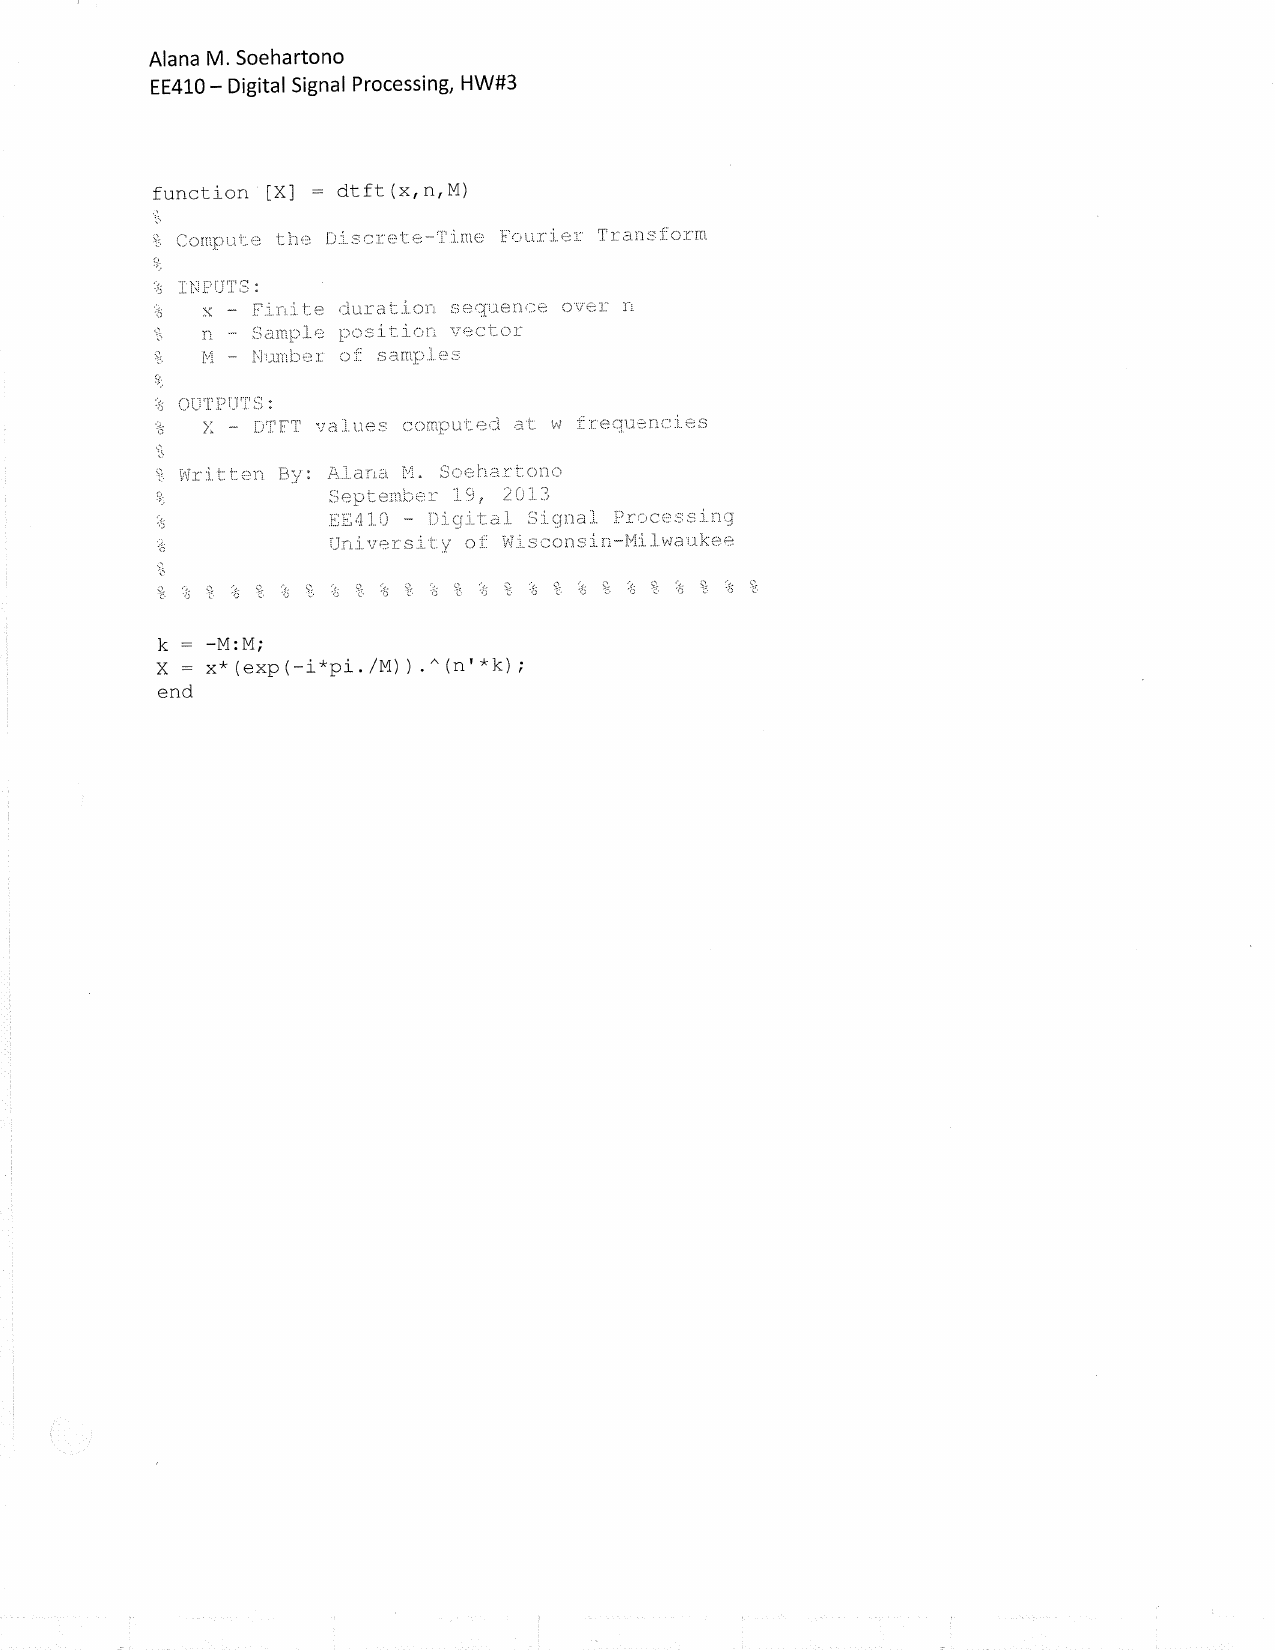 Alana M. Soehartono
EE410 – Digital Signal Processing, HW#3
function [X] = dtft(x,n,M)
%
% Compute the Discrete-Time Fourier Transform
%
% INPUTS:
%   x - Finite duration sequence over n
%   n - Sample position vector
%   M - Number of samples
%
% OUTPUTS:
%   X - DTFT values computed at w frequencies
%
% Written By: Alana M. Soehartono
%             September 19, 2013
%             EE410 - Digital Signal Processing
%             University of Wisconsin-Milwaukee
%
% % % % % % % % % % % % % % % % % % % % % % % % %
k = -M:M;
X = x*(exp(-i*pi./M)).^(n'*k);
end